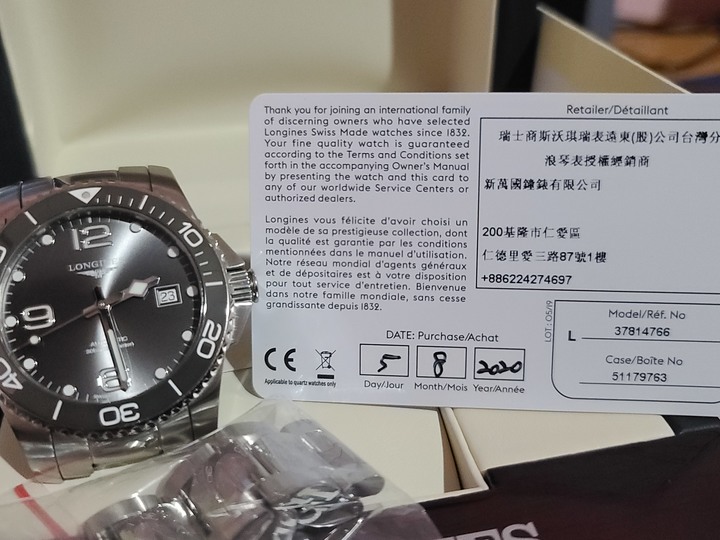 Thank you for joining an international family
of discerning owners who have selected
Longines Swiss Made watches since 1832.
Your fine quality watch is guaranteed
according to the Terms and Conditions set
forth in the accompanying Owner's Manual
by presenting the watch and this card to
any of our worldwide Service Centers or
authorized dealers.
Longines vous félicite d'avoir choisi un
modèle de sa prestigieuse collection, dont
la qualité est garantie par les conditions
mentionnées dans le manuel d'utilisation.
Notre réseau mondial d'agents généraux
et de dépositaires est à votre disposition
pour tout service d'entretien. Bienvenue
dans notre famille mondiale, sans cesse
grandissante depuis 1832.
Retailer/Détaillant
瑞士商斯沃琪瑞表遠東(股)公司台灣分
浪琴表授權經銷商
新萬國鐘錶有限公司
200基隆市仁愛區
仁德里愛三路87號1樓
+886224274697
LOT: 05/19
Model/Réf. No
L 37814766
Case/Boîte No
51179763
DATE: Purchase/Achat
5 8 2020
Day/Jour Month/Mois Year/Année
CE
Applicable to quartz watches only
12
LONGINES
23
9
10
20
30
40